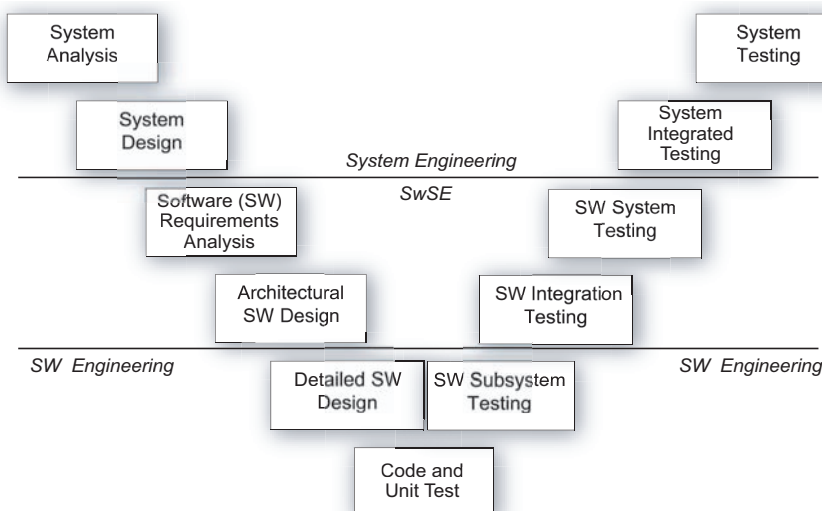 System
Analysis
System
Testing
System
Design
System
Integrated
Testing
System Engineering
SwSE
Software (SW)
Requirements
Analysis
SW System
Testing
Architectural
SW Design
SW Integration
Testing
SW Engineering
SW Engineering
Detailed SW
Design
SW Subsystem
Testing
Code and
Unit Test